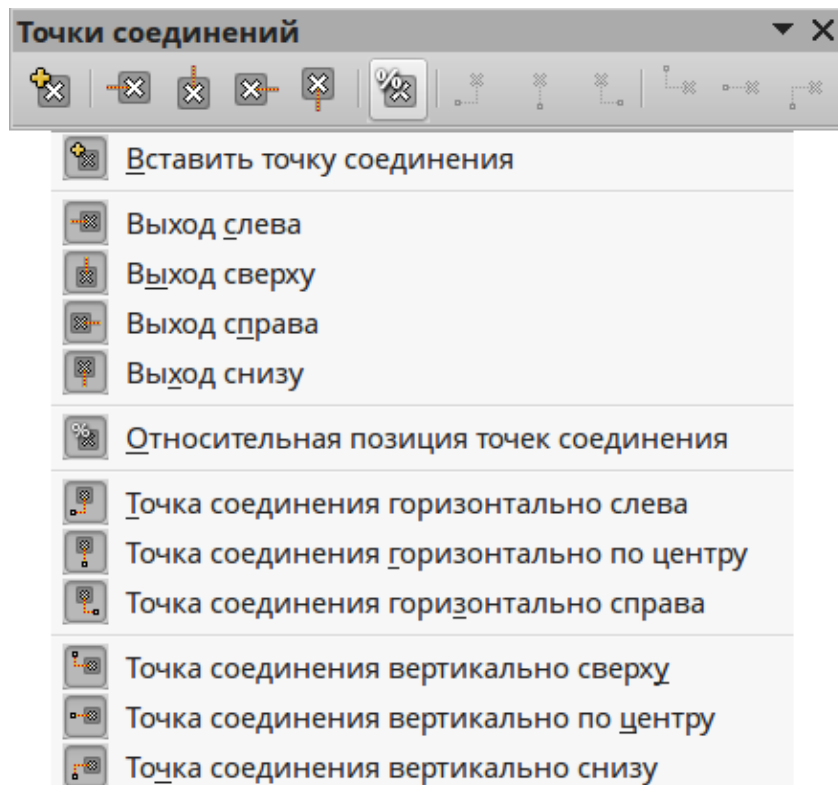 Точки соединений
Вставить точку соединения
Выход слева
Выход сверху
Выход справа
Выход снизу
Относительная позиция точек соединения
Точка соединения горизонтально слева
Точка соединения горизонтально по центру
Точка соединения горизонтально справа
Точка соединения вертикально сверху
Точка соединения вертикально по центру
Точка соединения вертикально снизу